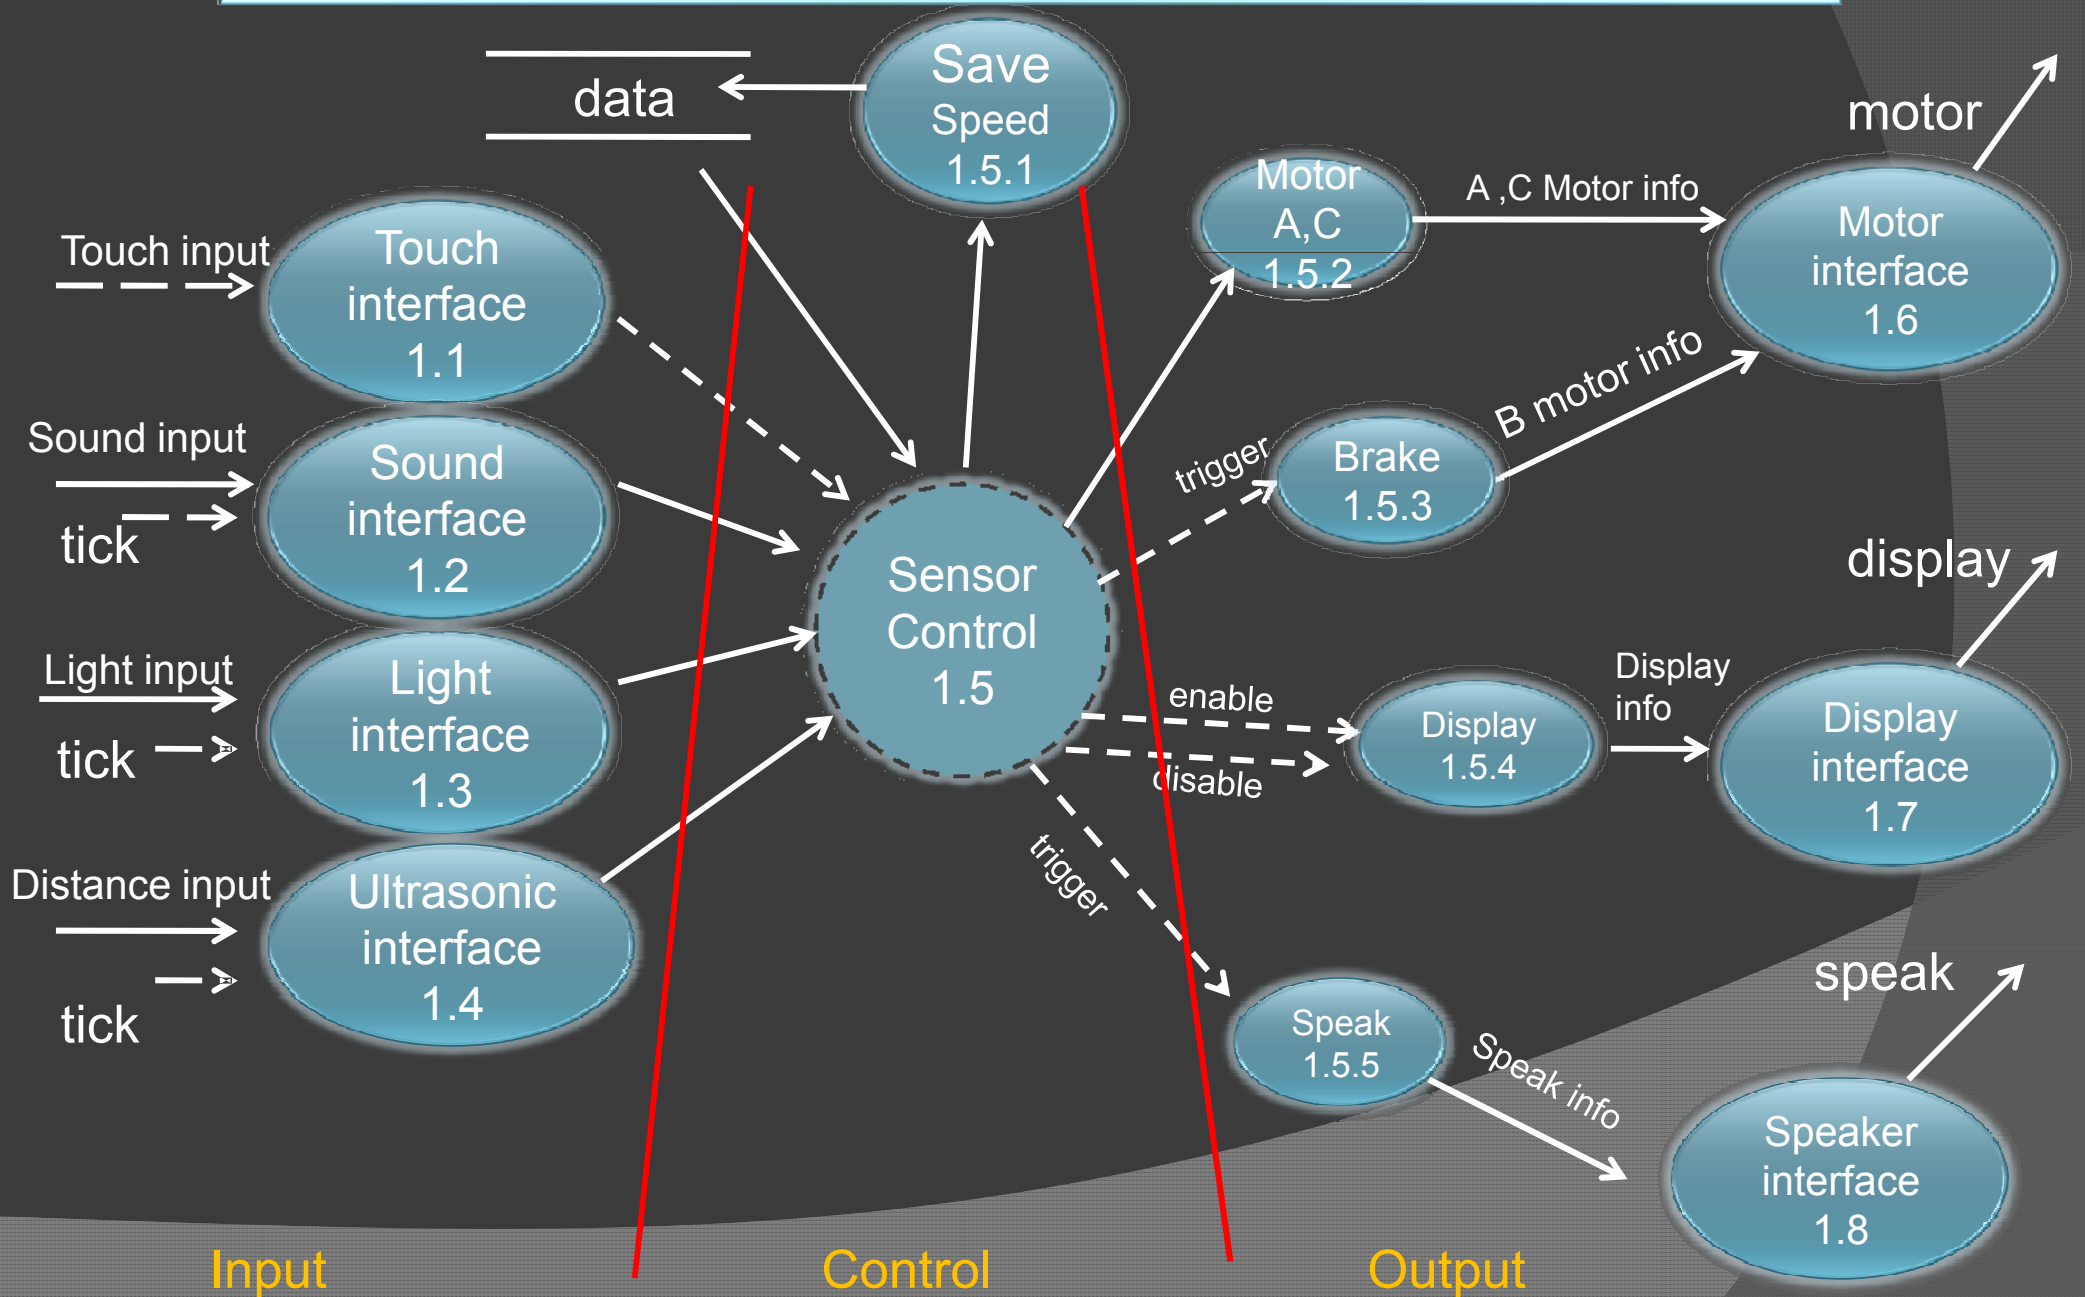 Save
Speed
1.5.1
data
motor
Motor
A,C
1.5.2
A ,C Motor info
Motor
interface
1.6
Touch input
Touch
interface
1.1
B motor info
Sound input
tick
Sound
interface
1.2
trigger
Brake
1.5.3
Sensor
Control
1.5
display
Light input
tick
Light
interface
1.3
enable
disable
Display
1.5.4
Display
info
Display
interface
1.7
trigger
Distance input
tick
Ultrasonic
interface
1.4
speak
Speak
1.5.5
Speak info
Speaker
interface
1.8
Input
Control
Output